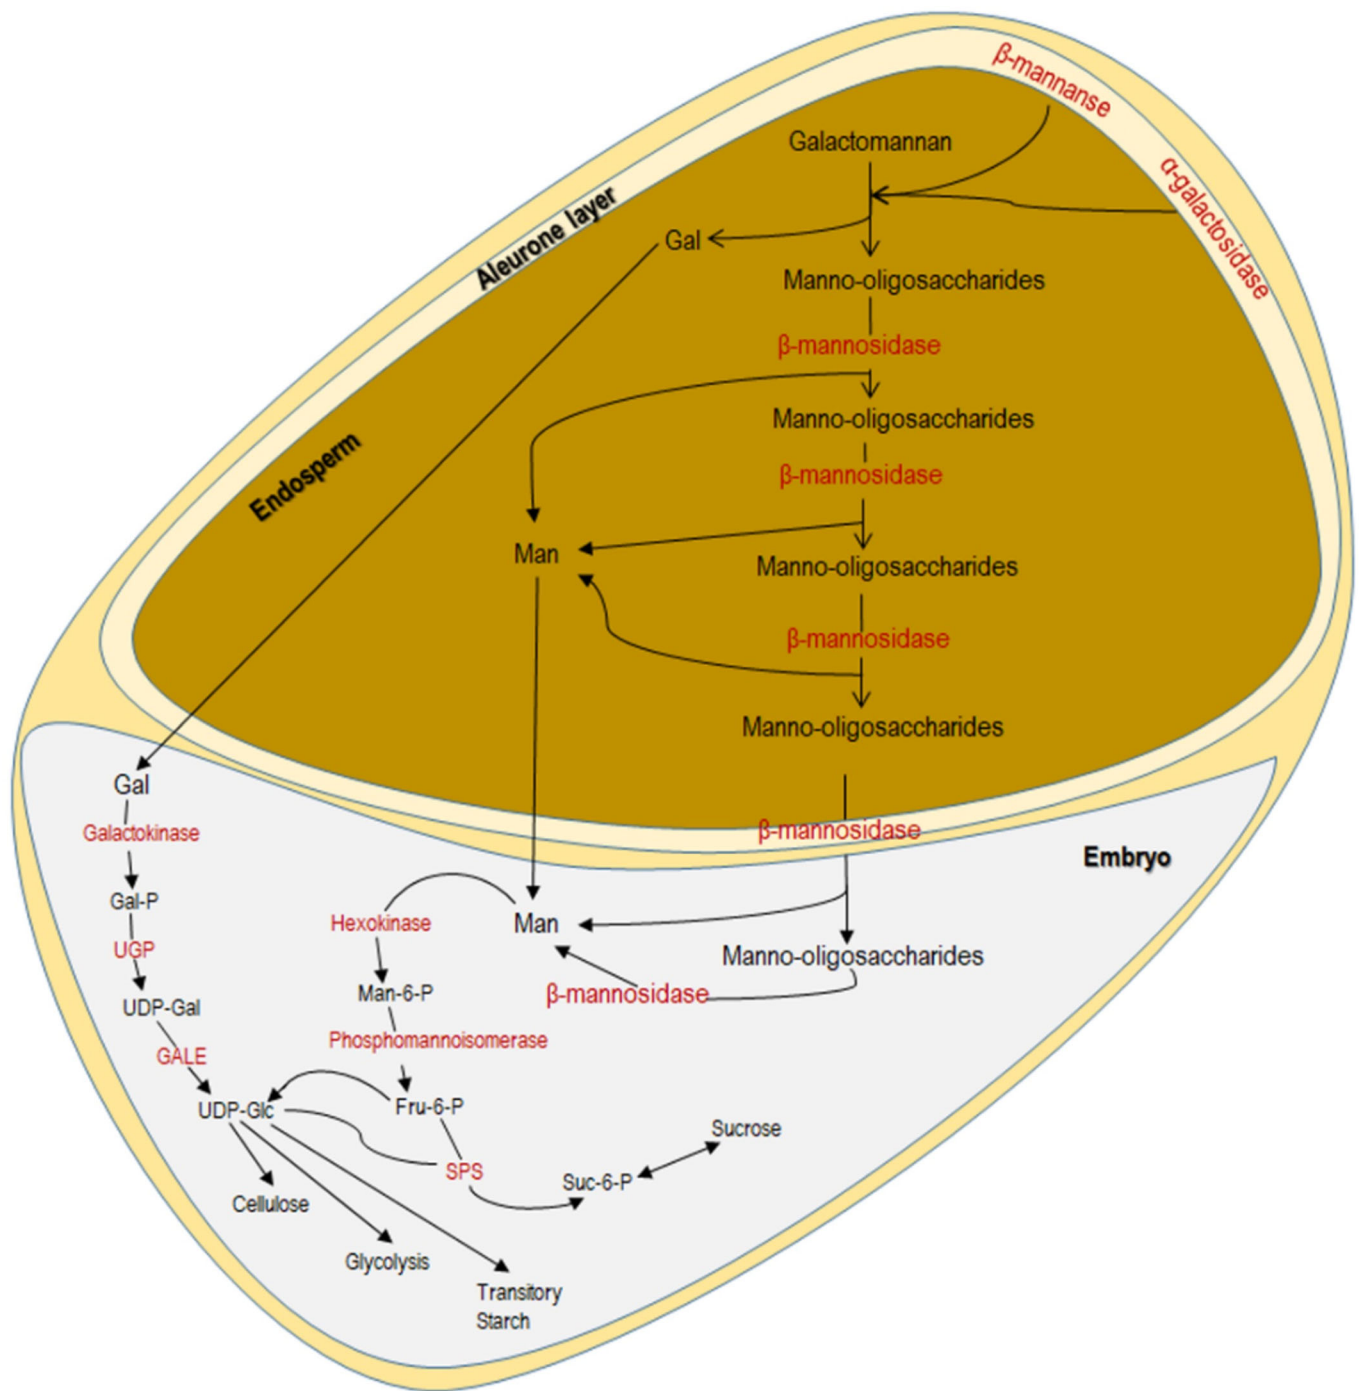 β-mannanse
Galactomannan
α-galactosidase
Aleurone layer
Gal
Manno-oligosaccharides
β-mannosidase
Manno-oligosaccharides
Endosperm
β-mannosidase
Man
Manno-oligosaccharides
β-mannosidase
Manno-oligosaccharides
Gal
Galactokinase
β-mannosidase
Embryo
Gal-P
Hexokinase
Man
UGP
Manno-oligosaccharides
Man-6-P
β-mannosidase
UDP-Gal
Phosphomannoisomerase
GALE
UDP-Glc
Fru-6-P
Sucrose
SPS
Suc-6-P
Cellulose
Glycolysis
Transitory
Starch